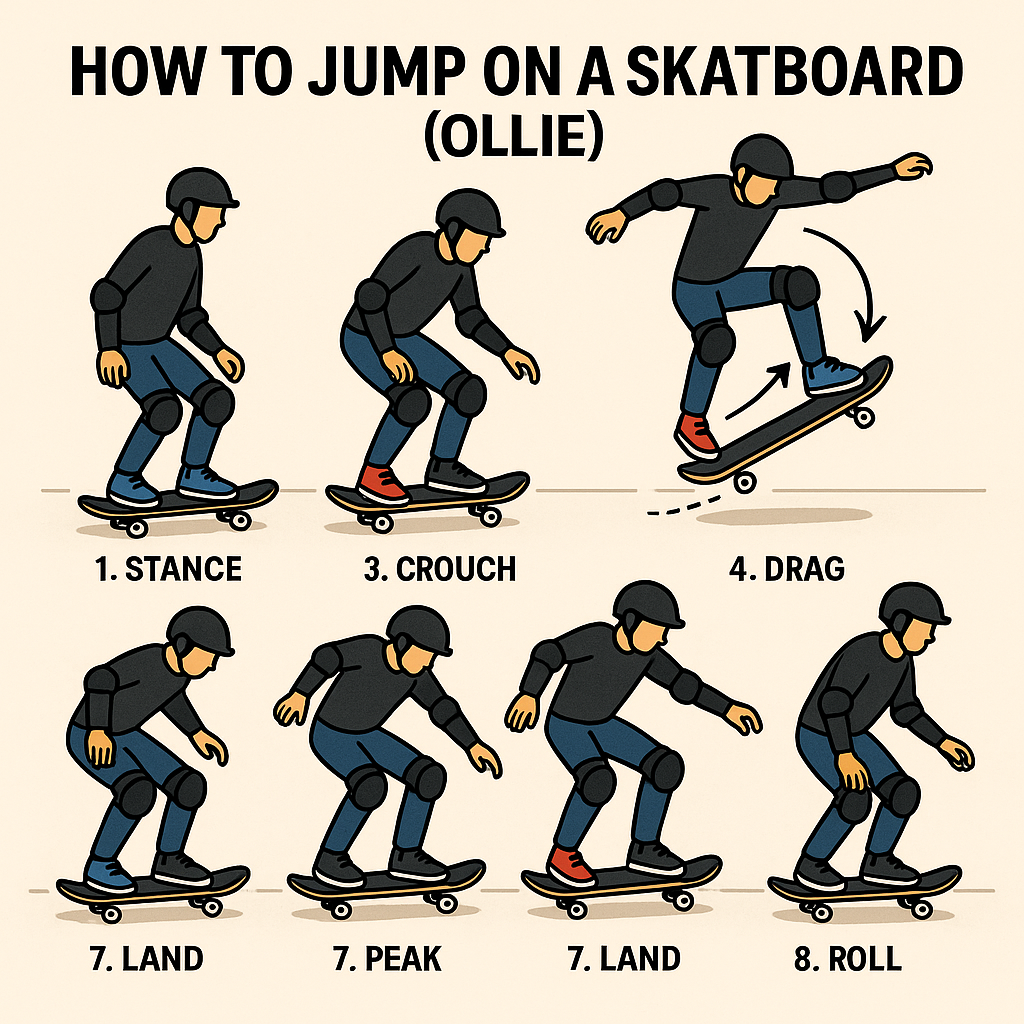 HOW TO JUMP ON A SKATBOARD
(OLLIE)
1. STANCE
3. CROUCH
4. DRAG
7. LAND
7. PEAK
7. LAND
8. ROLL